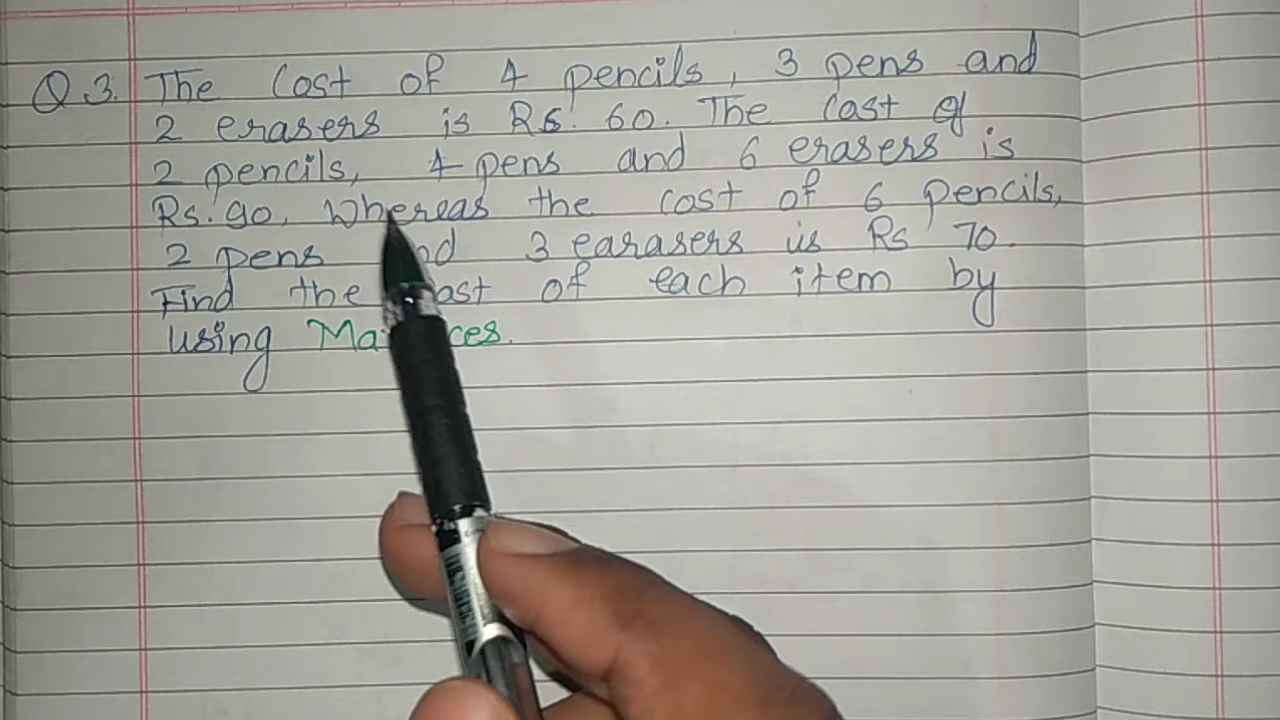 Q 3. The Cost of 4 pencils, 3 pens and
2 erasers is Rs. 60. The Cost of
2 pencils, 4 pens and 6 erasers is
Rs. 90. Whereas the cost of 6 pencils,
2 pens 3 earasers is Rs 70.
Find the of each item by
using